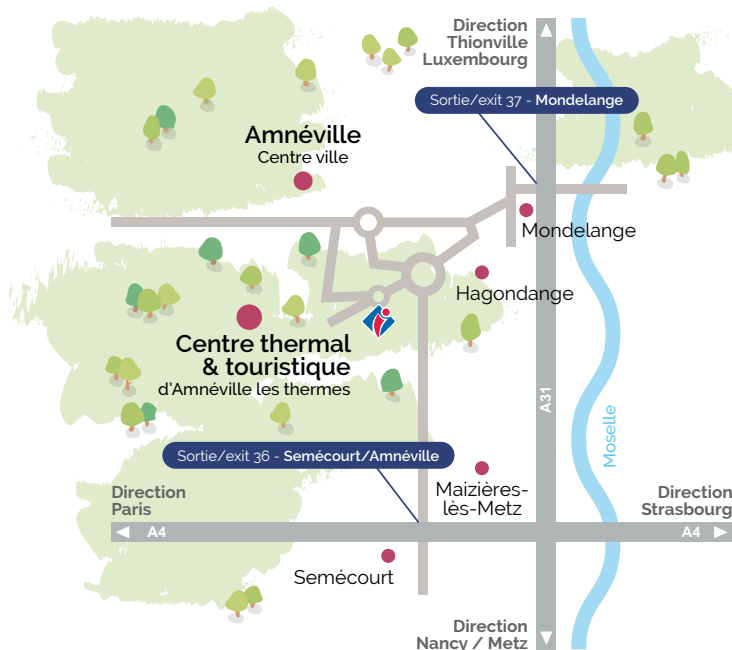 Direction
Thionville
Luxembourg
Sortie/exit 37 - Mondelange
Amnéville
Centre ville
Mondelange
Hagondange
Centre thermal
& touristique
d'Amnéville les thermes
A31
Moselle
Sortie/exit 36 - Semécourt/Amnéville
Maizières-
lès-Metz
Direction
Paris
Direction
Strasbourg
A4
A4
Semécourt
Direction
Nancy / Metz